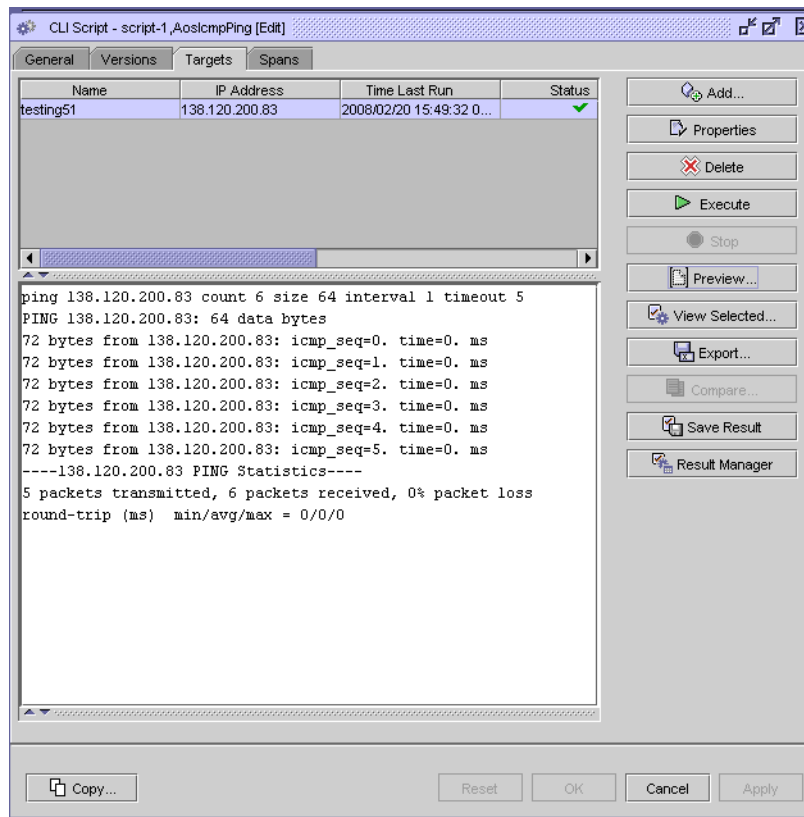 CLI Script - script-1 ,AosIcmpPing [Edit]
General Versions Targets Spans
Name IP Address Time Last Run Status
testing51 138.120.200.83 2008/02/20 15:49:32 0...
Add...
Properties
Delete
Execute
Stop
Preview...
View Selected...
Export...
Compare...
Save Result
Result Manager
ping 138.120.200.83 count 6 size 64 interval 1 timeout 5
PING 138.120.200.83: 64 data bytes
72 bytes from 138.120.200.83: icmp_seq=0. time=0. ms
72 bytes from 138.120.200.83: icmp_seq=1. time=0. ms
72 bytes from 138.120.200.83: icmp_seq=2. time=0. ms
72 bytes from 138.120.200.83: icmp_seq=3. time=0. ms
72 bytes from 138.120.200.83: icmp_seq=4. time=0. ms
72 bytes from 138.120.200.83: icmp_seq=5. time=0. ms
----138.120.200.83 PING Statistics----
5 packets transmitted, 6 packets received, 0% packet loss
round-trip (ms)  min/avg/max = 0/0/0
Copy... Reset OK Cancel Apply